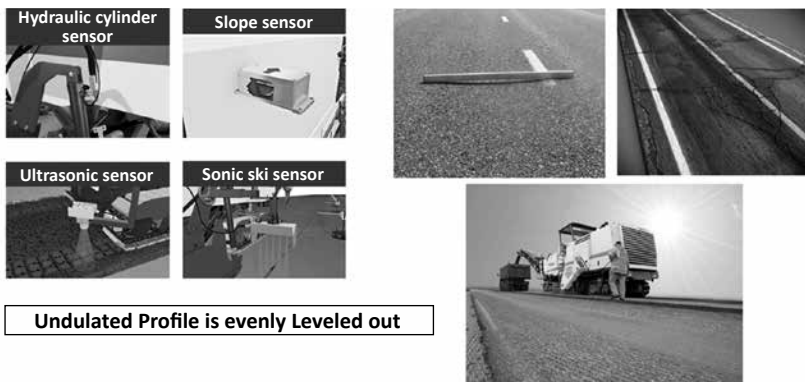 Hydraulic cylinder
sensor
Slope sensor
Ultrasonic sensor
Sonic ski sensor
Undulated Profile is evenly Leveled out